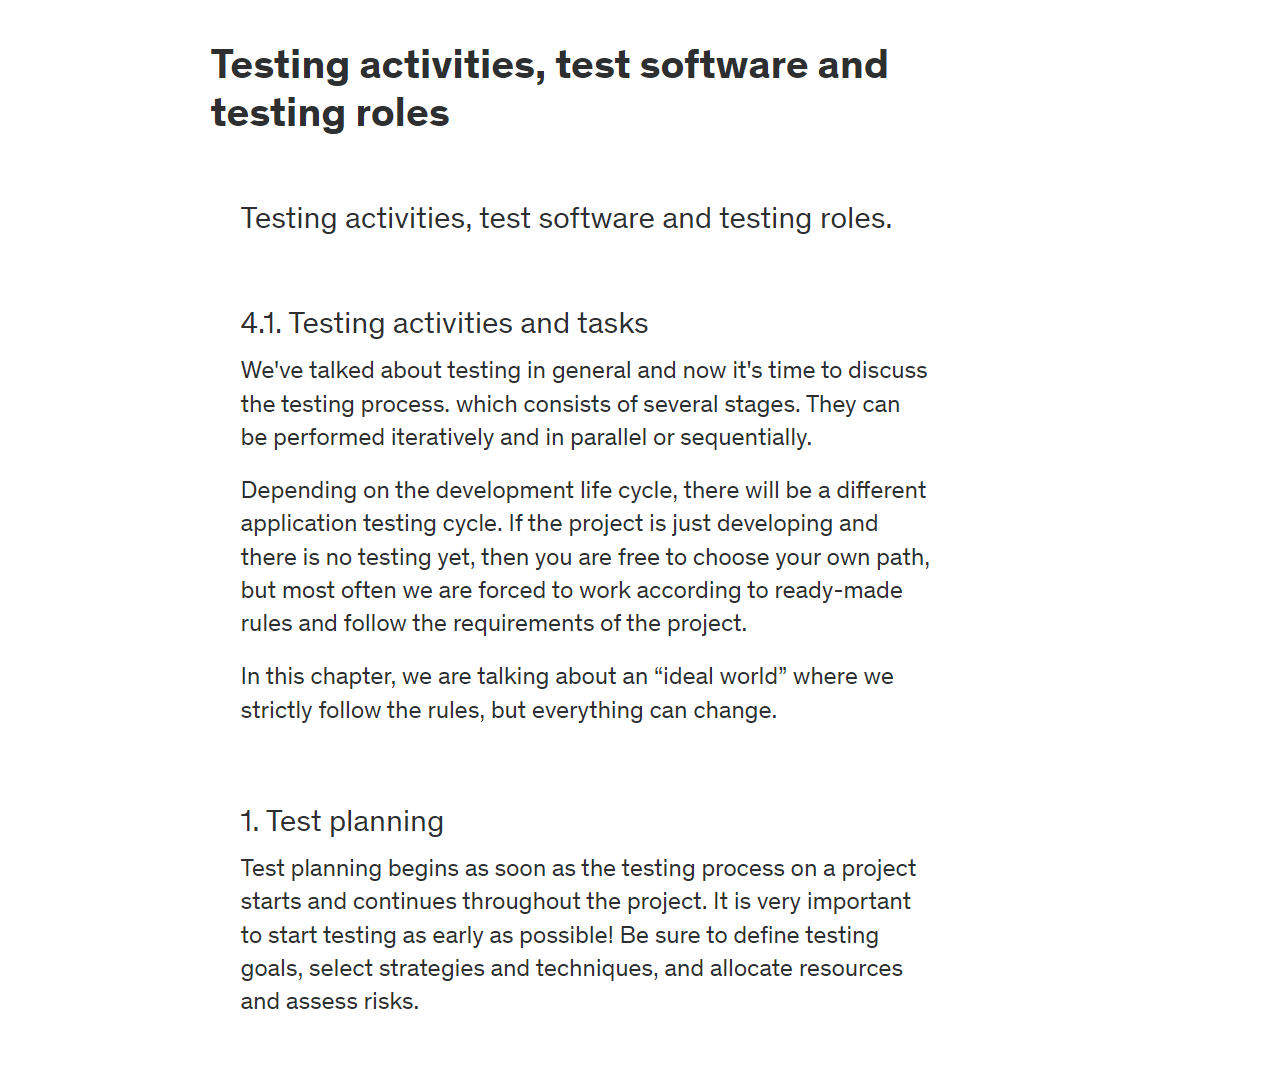 Testing activities, test software and
testing roles
Testing activities, test software and testing roles.
4.1. Testing activities and tasks
We've talked about testing in general and now it's time to discuss
the testing process. which consists of several stages. They can
be performed iteratively and in parallel or sequentially.
Depending on the development life cycle, there will be a different
application testing cycle. If the project is just developing and
there is no testing yet, then you are free to choose your own path,
but most often we are forced to work according to ready-made
rules and follow the requirements of the project.
In this chapter, we are talking about an “ideal world” where we
strictly follow the rules, but everything can change.
1. Test planning
Test planning begins as soon as the testing process on a project
starts and continues throughout the project. It is very important
to start testing as early as possible! Be sure to define testing
goals, select strategies and techniques, and allocate resources
and assess risks.